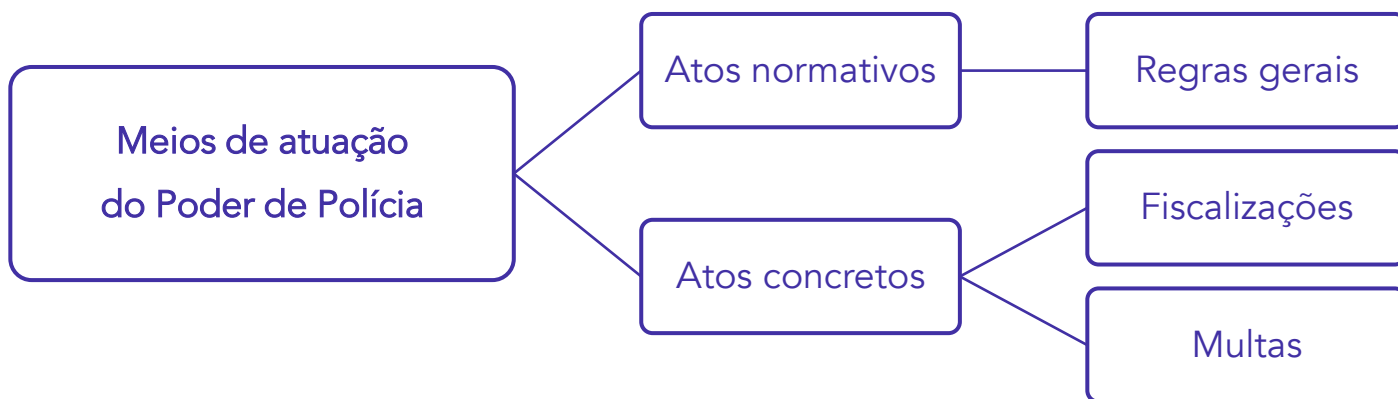 Meios de atuação
do Poder de Polícia
Atos normativos
Regras gerais
Atos concretos
Fiscalizações
Multas